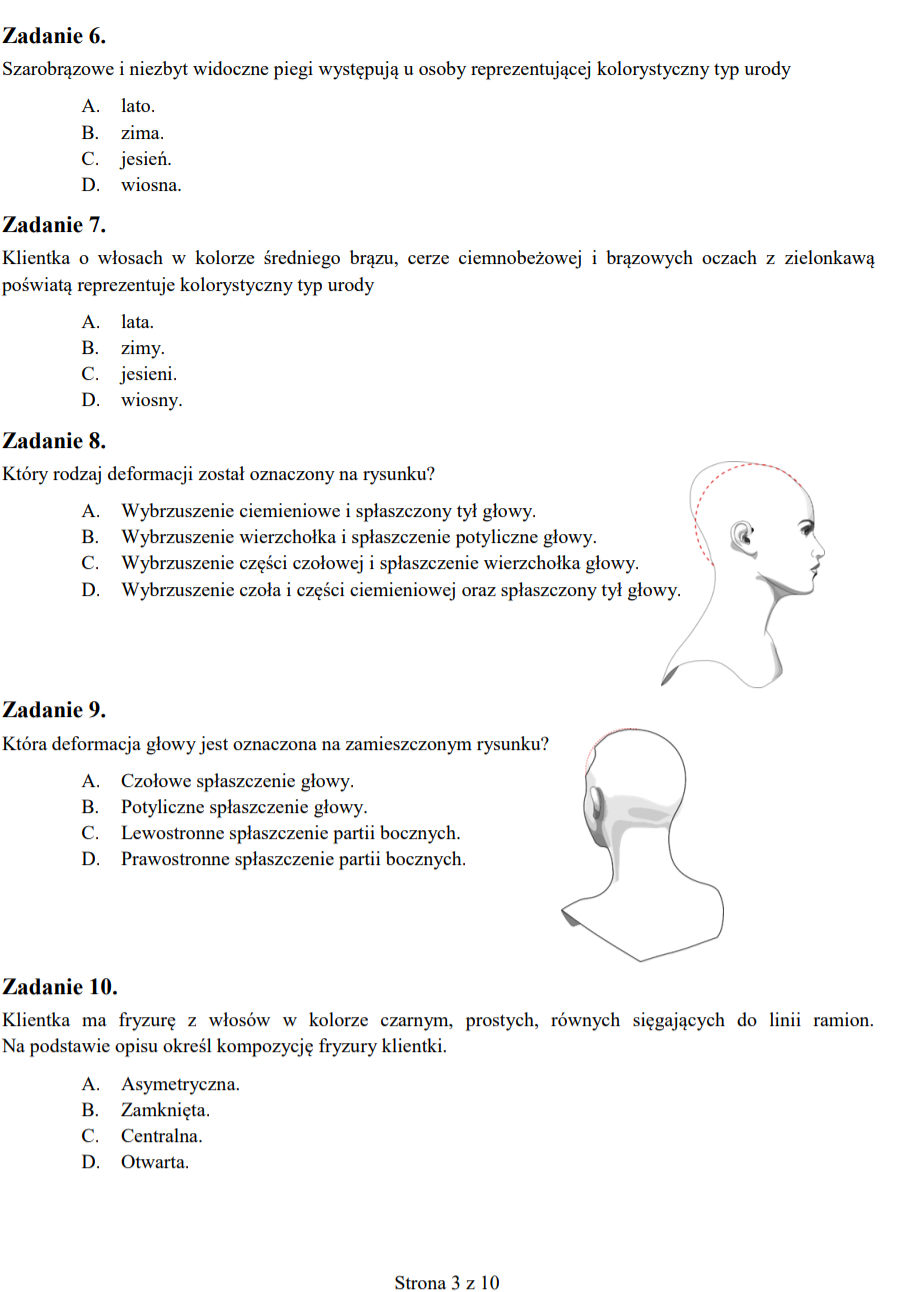 Zadanie 6.
Szarobrązowe i niezbyt widoczne piegi występują u osoby reprezentującej kolorystyczny typ urody
A. lato.
B. zima.
C. jesień.
D. wiosna.
Zadanie 7.
Klientka o włosach w kolorze średniego brązu, cerze ciemnobeżowej i brązowych oczach z zielonkawą
poświatą reprezentuje kolorystyczny typ urody
A. lata.
B. zimy.
C. jesieni.
D. wiosny.
Zadanie 8.
Który rodzaj deformacji został oznaczony na rysunku?
A. Wybrzuszenie ciemieniowe i spłaszczony tył głowy.
B. Wybrzuszenie wierzchołka i spłaszczenie potyliczne głowy.
C. Wybrzuszenie części czołowej i spłaszczenie wierzchołka głowy.
D. Wybrzuszenie czoła i części ciemieniowej oraz spłaszczony tył głowy.
Zadanie 9.
Która deformacja głowy jest oznaczona na zamieszczonym rysunku?
A. Czołowe spłaszczenie głowy.
B. Potyliczne spłaszczenie głowy.
C. Lewostronne spłaszczenie partii bocznych.
D. Prawostronne spłaszczenie partii bocznych.
Zadanie 10.
Klientka ma fryzurę z włosów w kolorze czarnym, prostych, równych sięgających do linii ramion.
Na podstawie opisu określ kompozycję fryzury klientki.
A. Asymetryczna.
B. Zamknięta.
C. Centralna.
D. Otwarta.
Strona 3 z 10